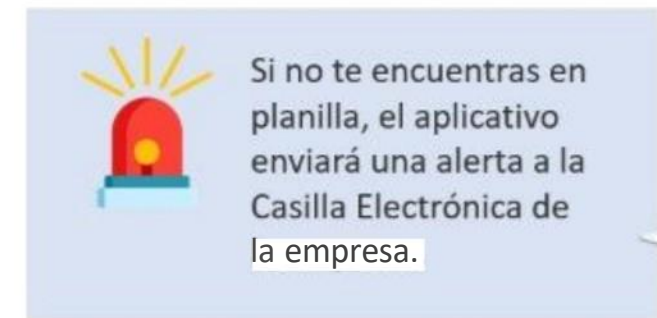 Si no te encuentras en
planilla, el aplicativo
enviará una alerta a la
Casilla Electrónica de
la empresa.